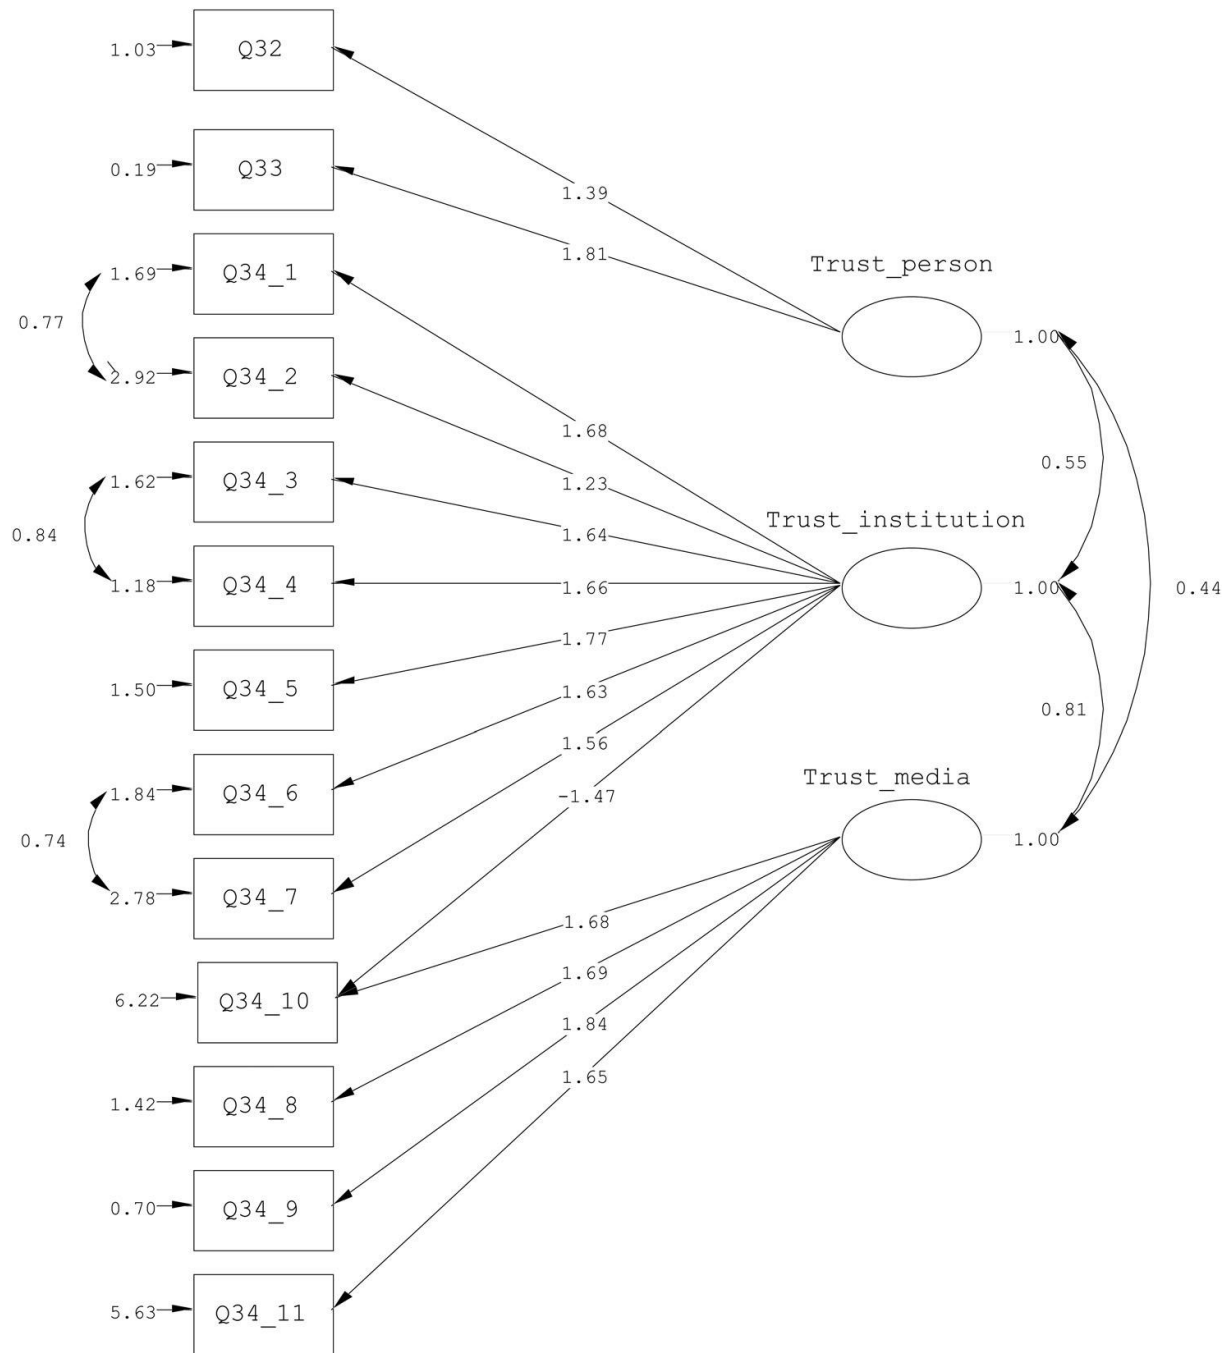 1.03 Q32
0.19 Q33
1.39
1.81
Trust_person
1.69 Q34_1
0.77
1.00
2.92 Q34_2
1.68
0.55
1.62 Q34_3
1.23
Trust_institution
0.84
1.64
1.18 Q34_4
1.66
1.00
0.44
1.77
1.50 Q34_5
1.63
0.81
1.56
Trust_media
1.84 Q34_6
-1.47
0.74
1.00
2.78 Q34_7
1.68
6.22 Q34_10
1.69
1.84
1.42 Q34_8
1.65
0.70 Q34_9
5.63 Q34_11